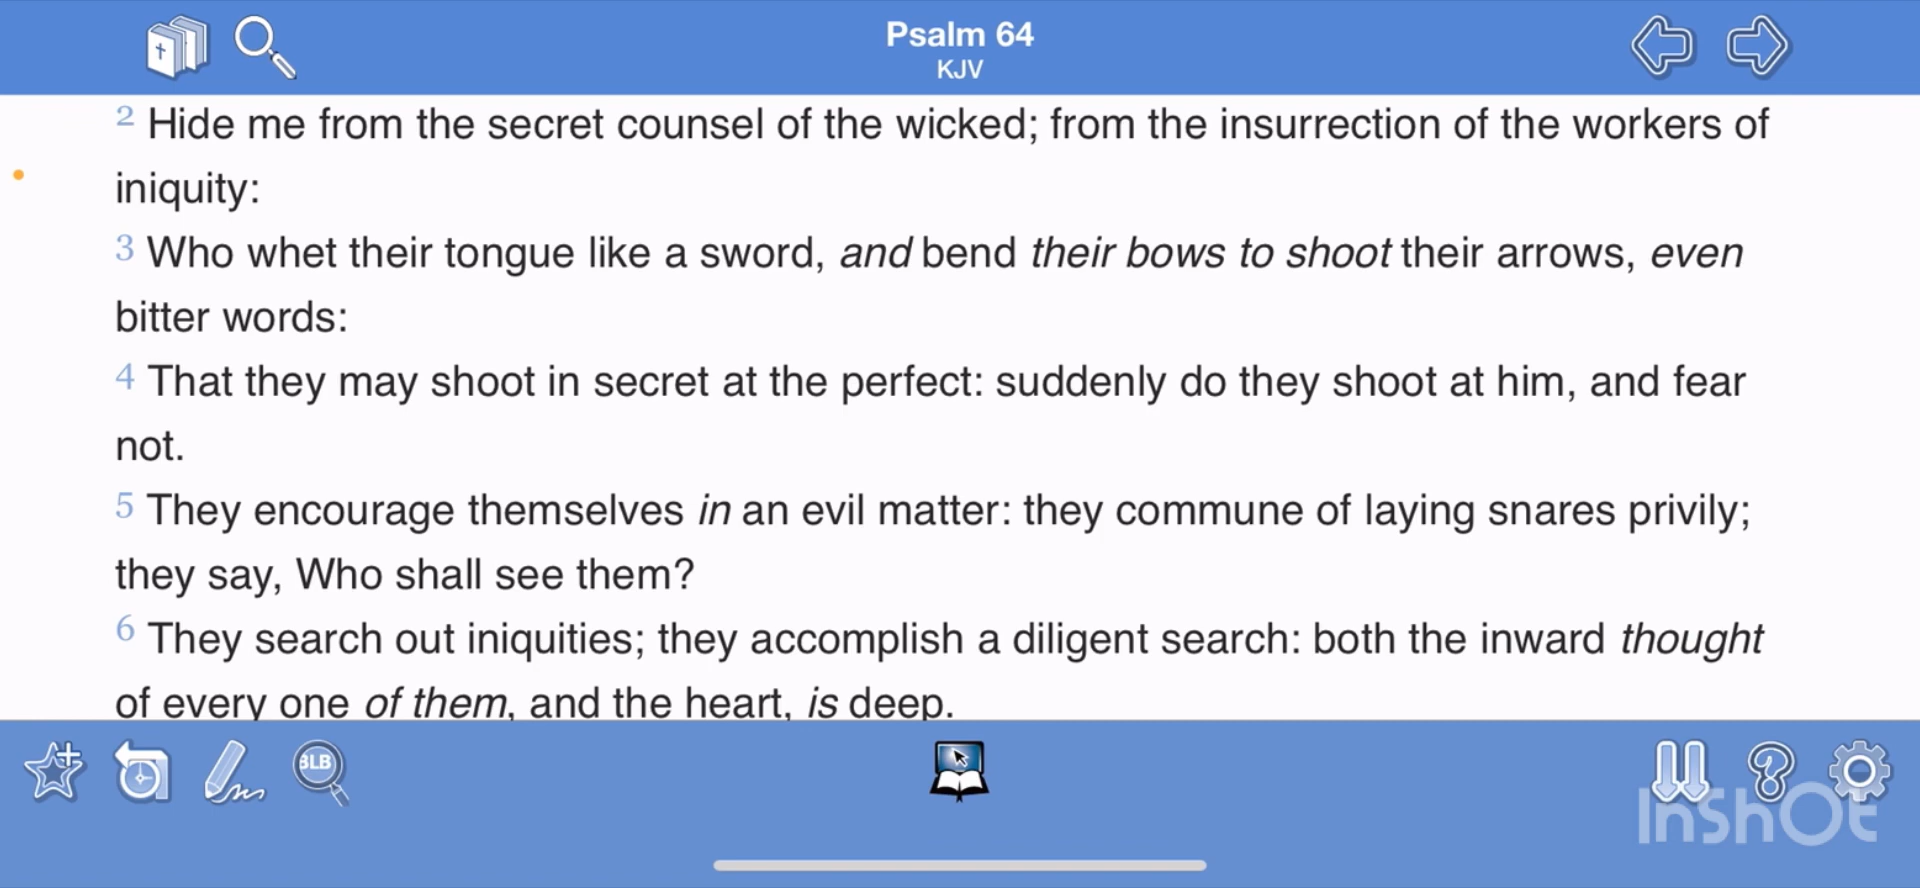 Psalm 64
KJV
2 Hide me from the secret counsel of the wicked; from the insurrection of the workers of
iniquity:
3 Who whet their tongue like a sword, and bend their bows to shoot their arrows, even
bitter words:
4 That they may shoot in secret at the perfect: suddenly do they shoot at him, and fear
not.
5 They encourage themselves in an evil matter: they commune of laying snares privily;
they say, Who shall see them?
6 They search out iniquities; they accomplish a diligent search: both the inward thought
of every one of them, and the heart, is deep.
BLB
InShOt